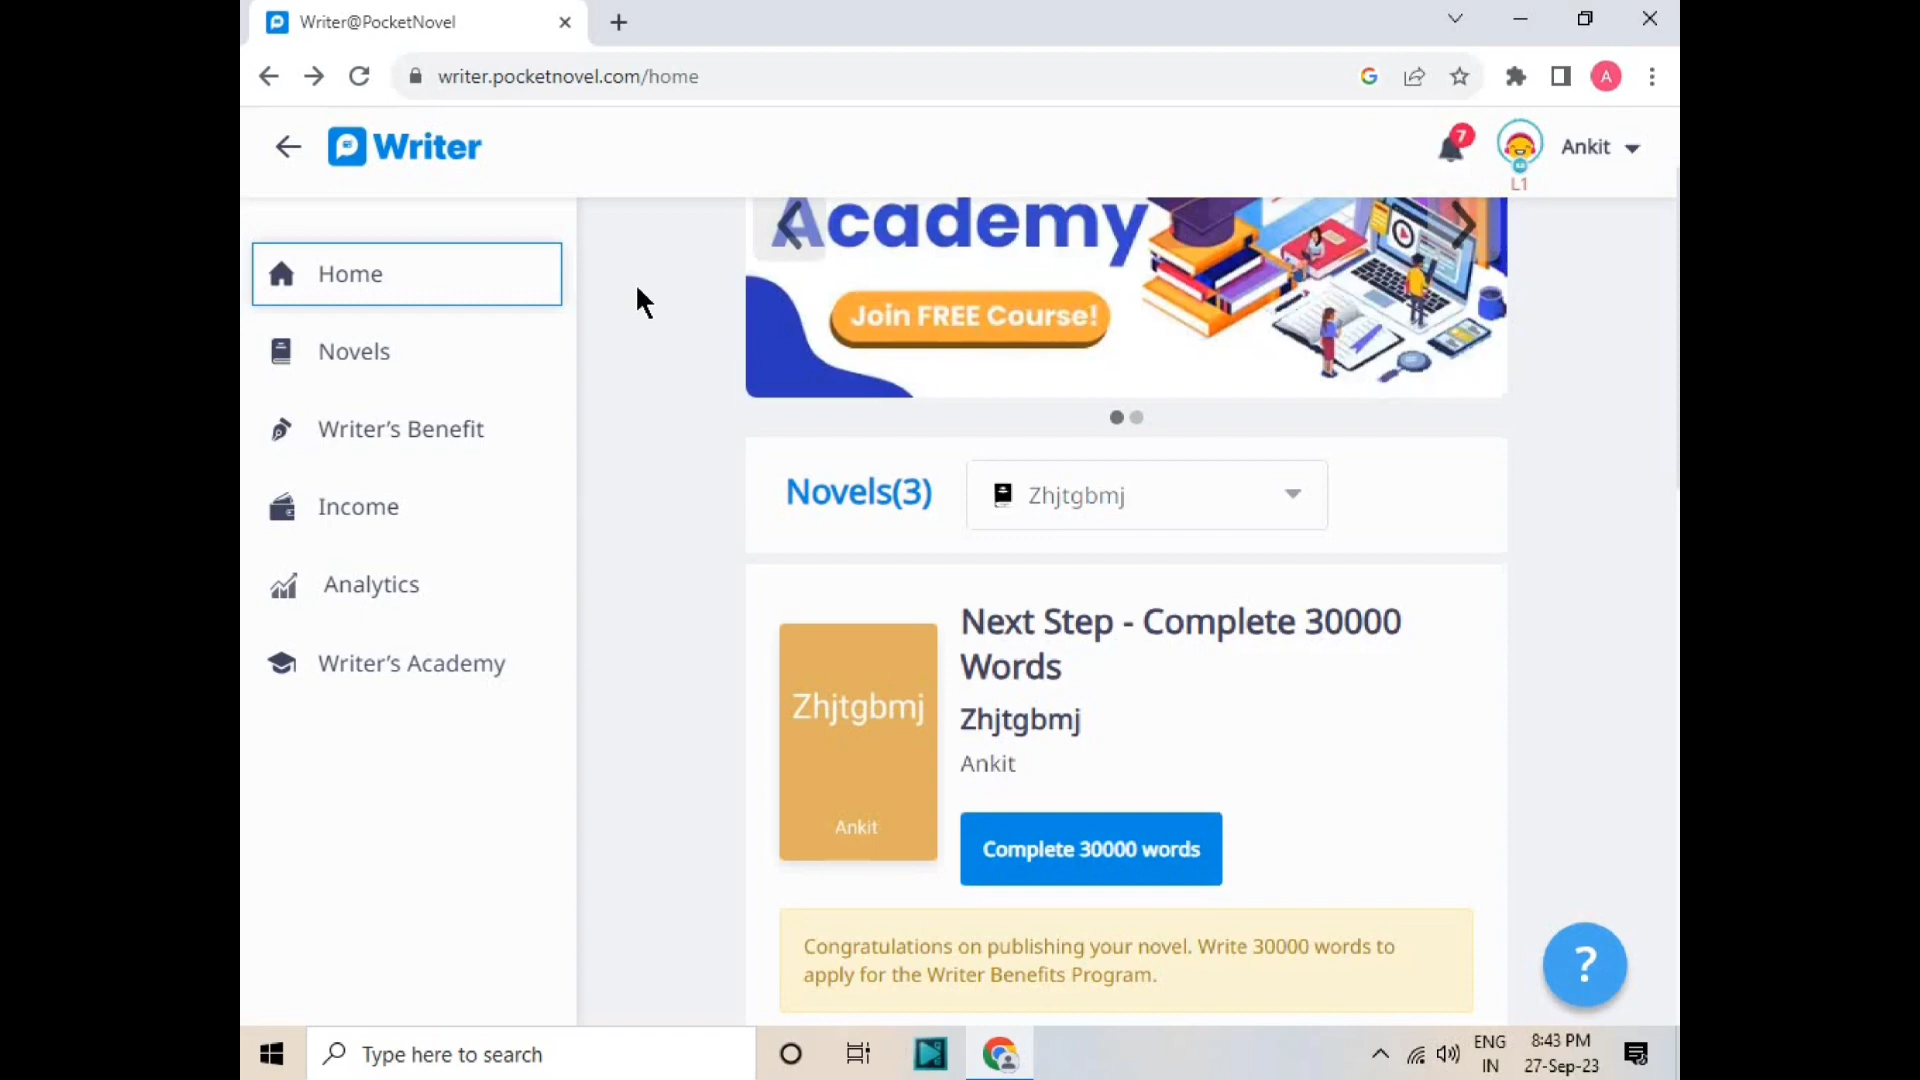 Writer@PocketNovel
writer.pocketnovel.com/home
G
A
Writer
7
L1
Ankit
Academy
Join FREE Course!
Home
Novels
Writer’s Benefit
Income
Analytics
Writer’s Academy
Novels(3)
Zhjtgbmj
Next Step - Complete 30000
Words
Zhjtgbmj
Ankit
Zhjtgbmj
Ankit
Complete 30000 words
Congratulations on publishing your novel. Write 30000 words to
apply for the Writer Benefits Program.
?
Type here to search
ENG
IN
8:43 PM
27-Sep-23